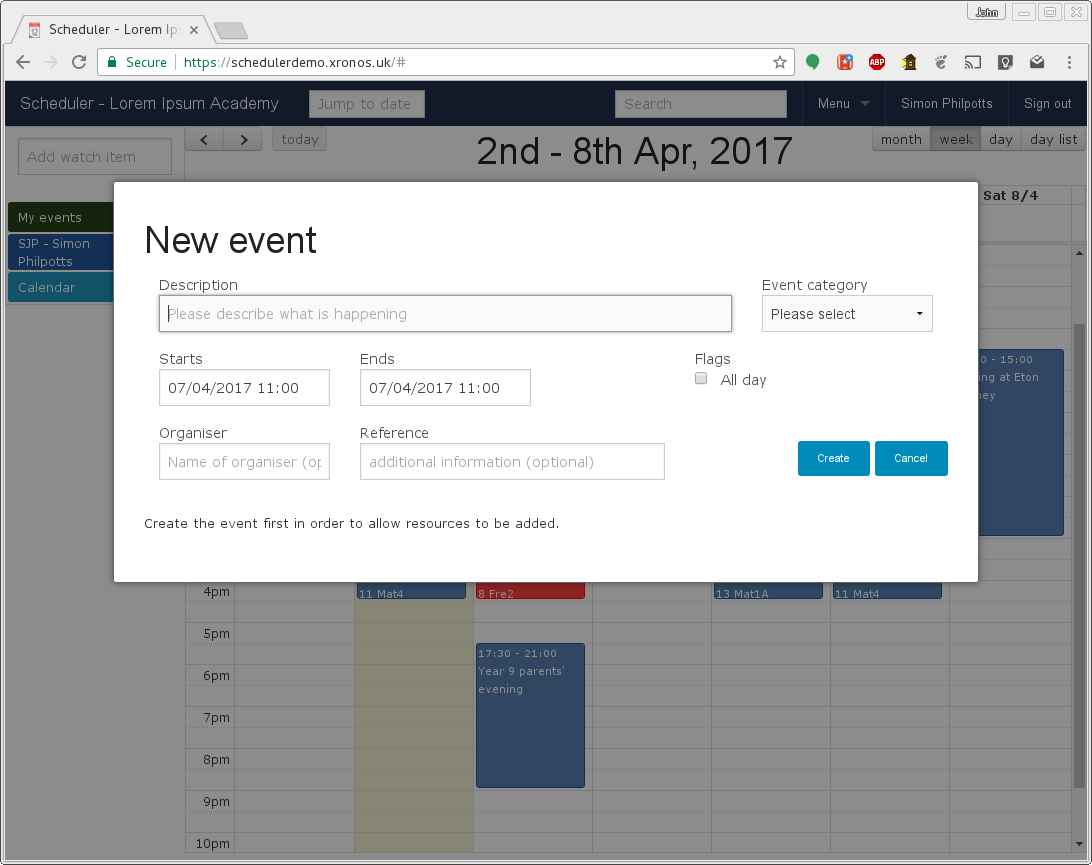 John
Scheduler - Lorem Ips
Secure https://schedulerdemo.xronos.uk/#
ABP
Scheduler - Lorem Ipsum Academy Jump to date Search Menu Simon Philpotts Sign out
Add watch item
< > today 2nd - 8th Apr, 2017 month week day day list
Sat 8/4
My events
SJP - Simon
Philpotts
Calendar
New event
Description Event category
Please describe what is happening Please select
Starts Ends Flags
07/04/2017 11:00 07/04/2017 11:00 All day
Organiser Reference
Name of organiser (op additional information (optional) Create Cancel
Create the event first in order to allow resources to be added.
0 - 15:00
ng at Eton
ney
4pm 11 Mat4 8 Fre2 13 Mat1A 11 Mat4
5pm
17:30 - 21:00
Year 9 parents'
evening
6pm
7pm
8pm
9pm
10pm